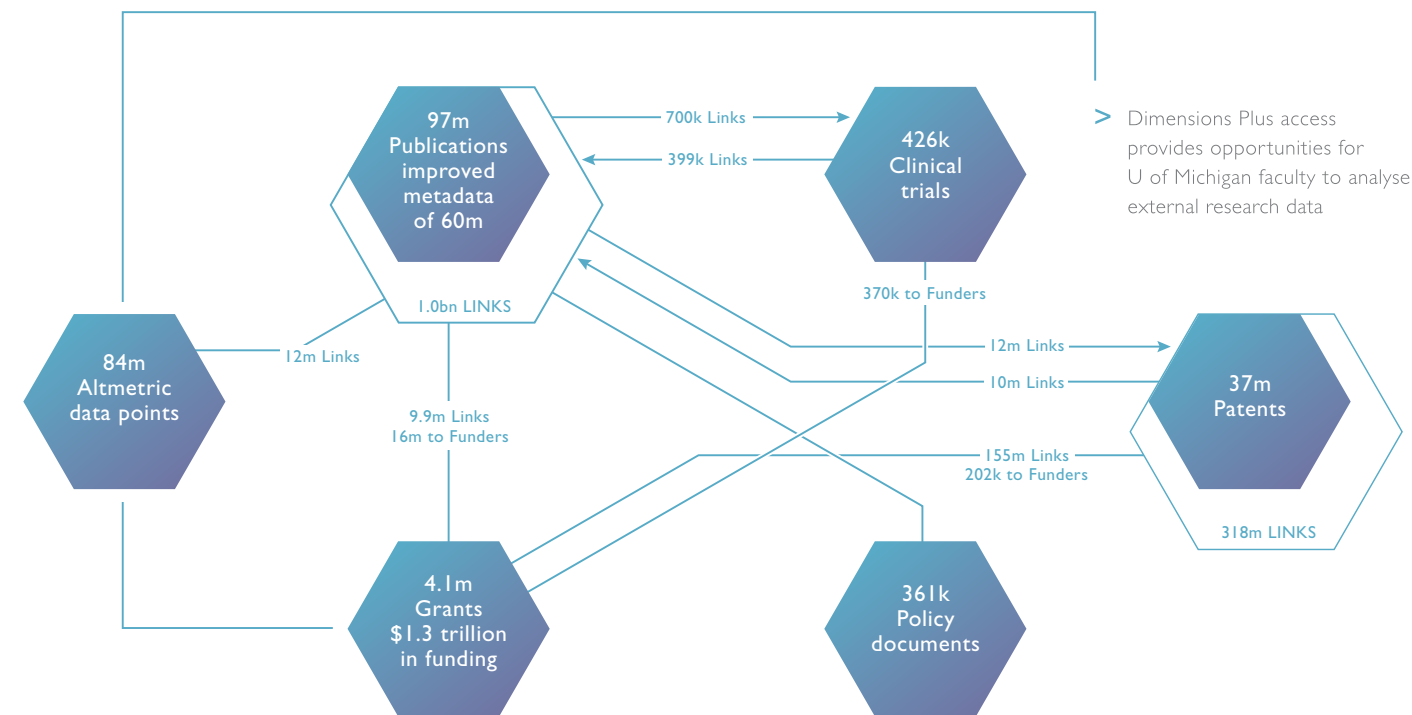 97m
Publications
improved
metadata
of 60m
1.0bn LINKS
700k Links
399k Links
426k
Clinical
trials
> Dimensions Plus access
provides opportunities for
U of Michigan faculty to analyse
external research data
370k to Funders
84m
Altmetric
data points
12m Links
12m Links
10m Links
37m
Patents
318m LINKS
9.9m Links
16m to Funders
155m Links
202k to Funders
4.1m
Grants
$1.3 trillion
in funding
361k
Policy
documents